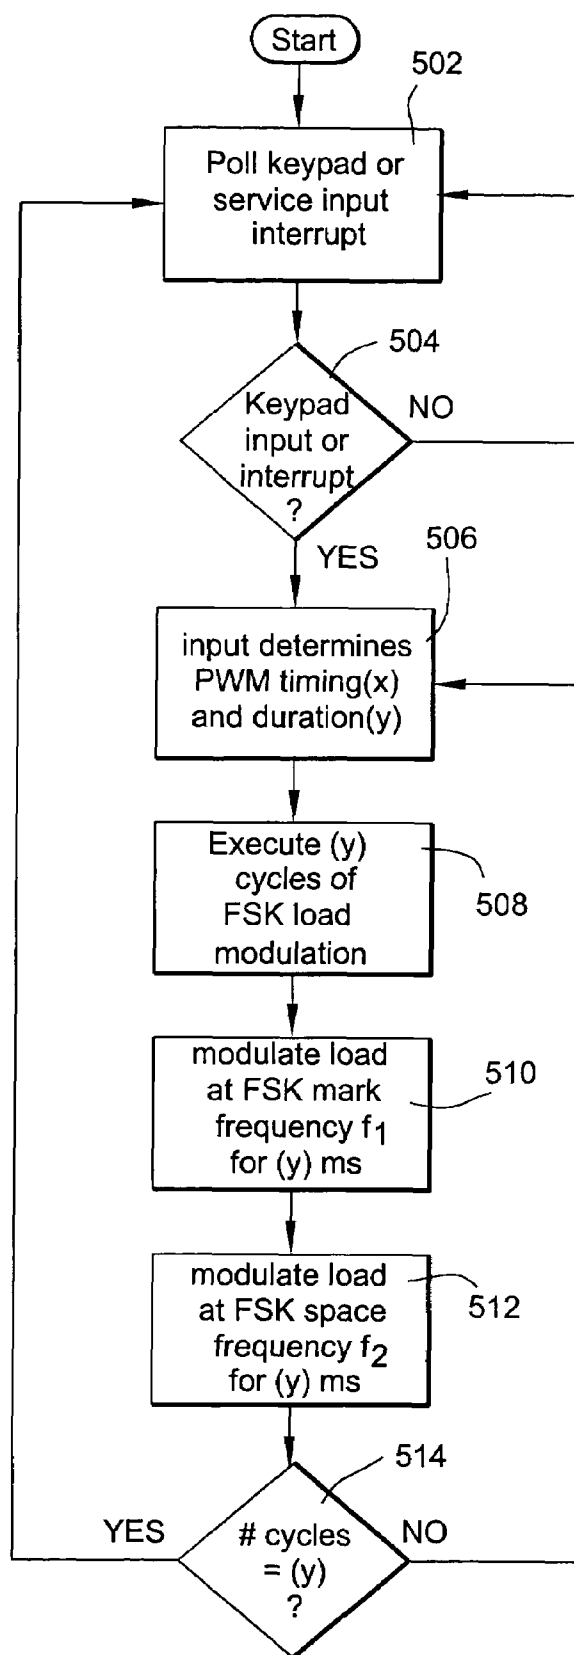 Start
502
Poll keypad or
service input
interrupt
504
Keypad
input or
interrupt
?
NO
YES
506
input determines
PWM timing(x)
and duration(y)
Execute (y)
cycles of
FSK load
modulation
508
modulate load
at FSK mark
frequency f1
for (y) ms
510
modulate load
at FSK space
frequency f2
for (y) ms
512
514
YES
# cycles
= (y)
?
NO